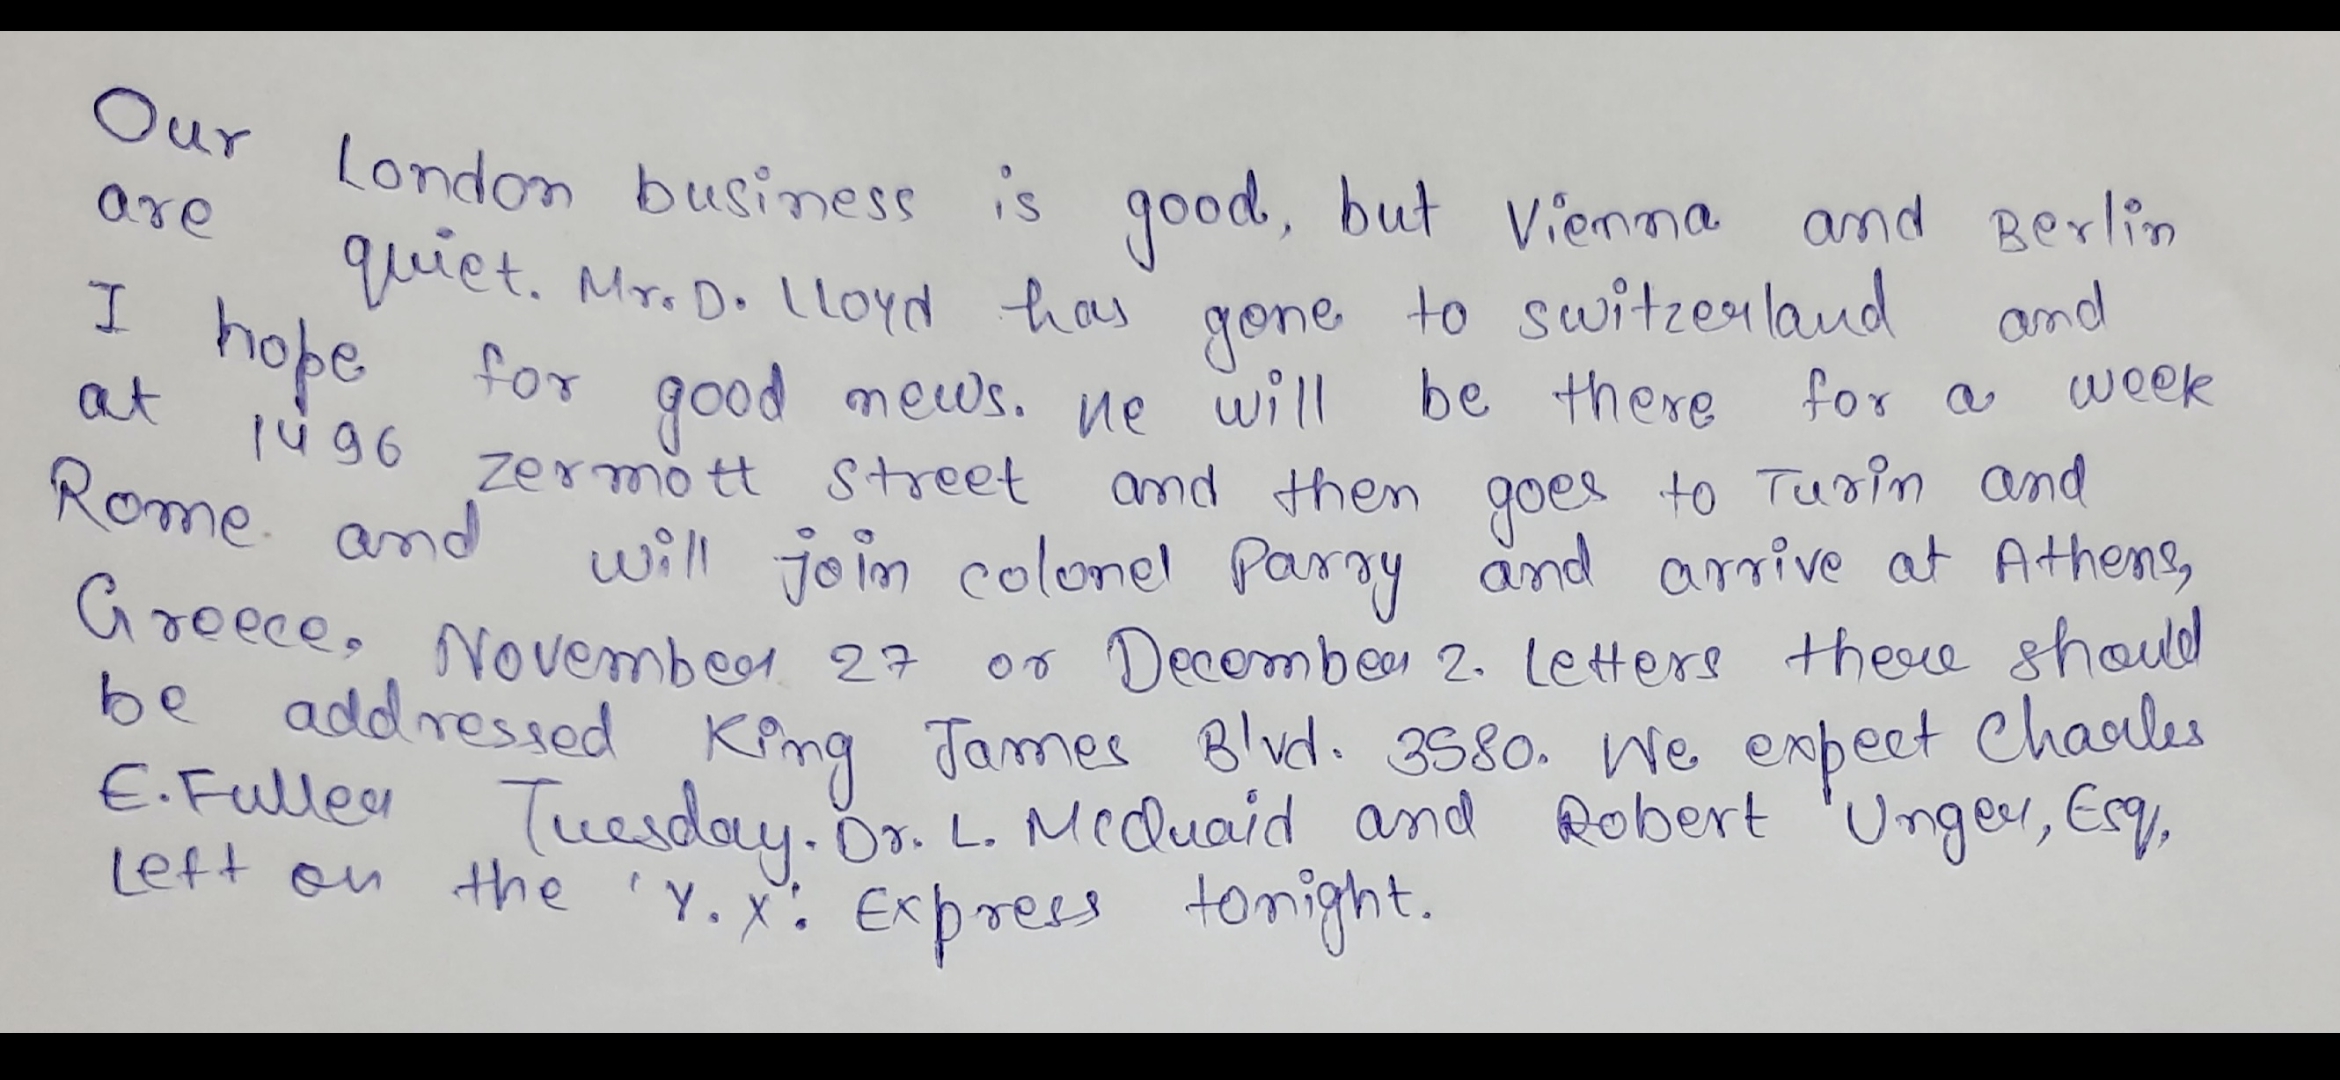 Our London business is good, but Vienna and Berlin
are quiet. Mr. D. Lloyd has gone to Switzerland and
I hope for good news. He will be there for a week
at 1496 Zermott Street and then goes to Turin and
Rome and will join Colonel Parry and arrive at Athens,
Greece, November 27 or December 2. Letters there should
be addressed King James Blvd. 3580. We expect Charles
E. Fuller Tuesday. Dr. L. McQuaid and Robert Unger, Esq,
Left on the 'Y.X'. Express tonight.